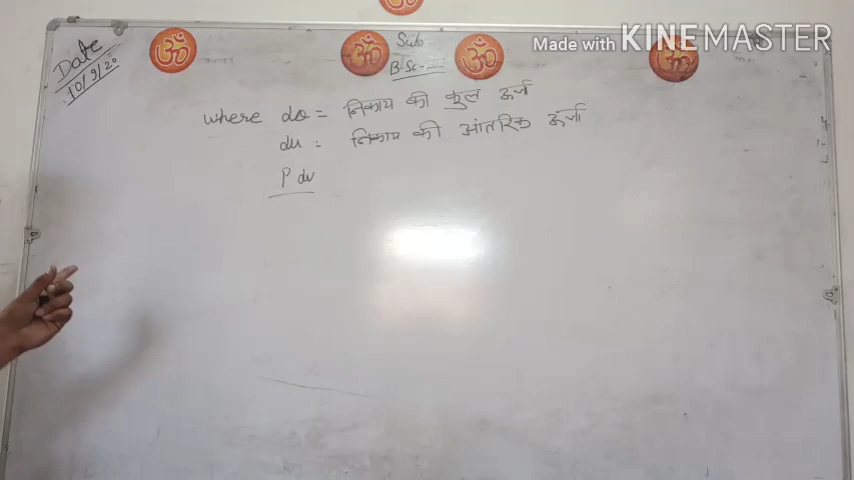 Made with KINEMASTER
Date
10/9/20
Sub
B.Sc.
where dQ = निकाय की कुल ऊर्जा
du = निकाय की आंतरिक ऊर्जा
P dv